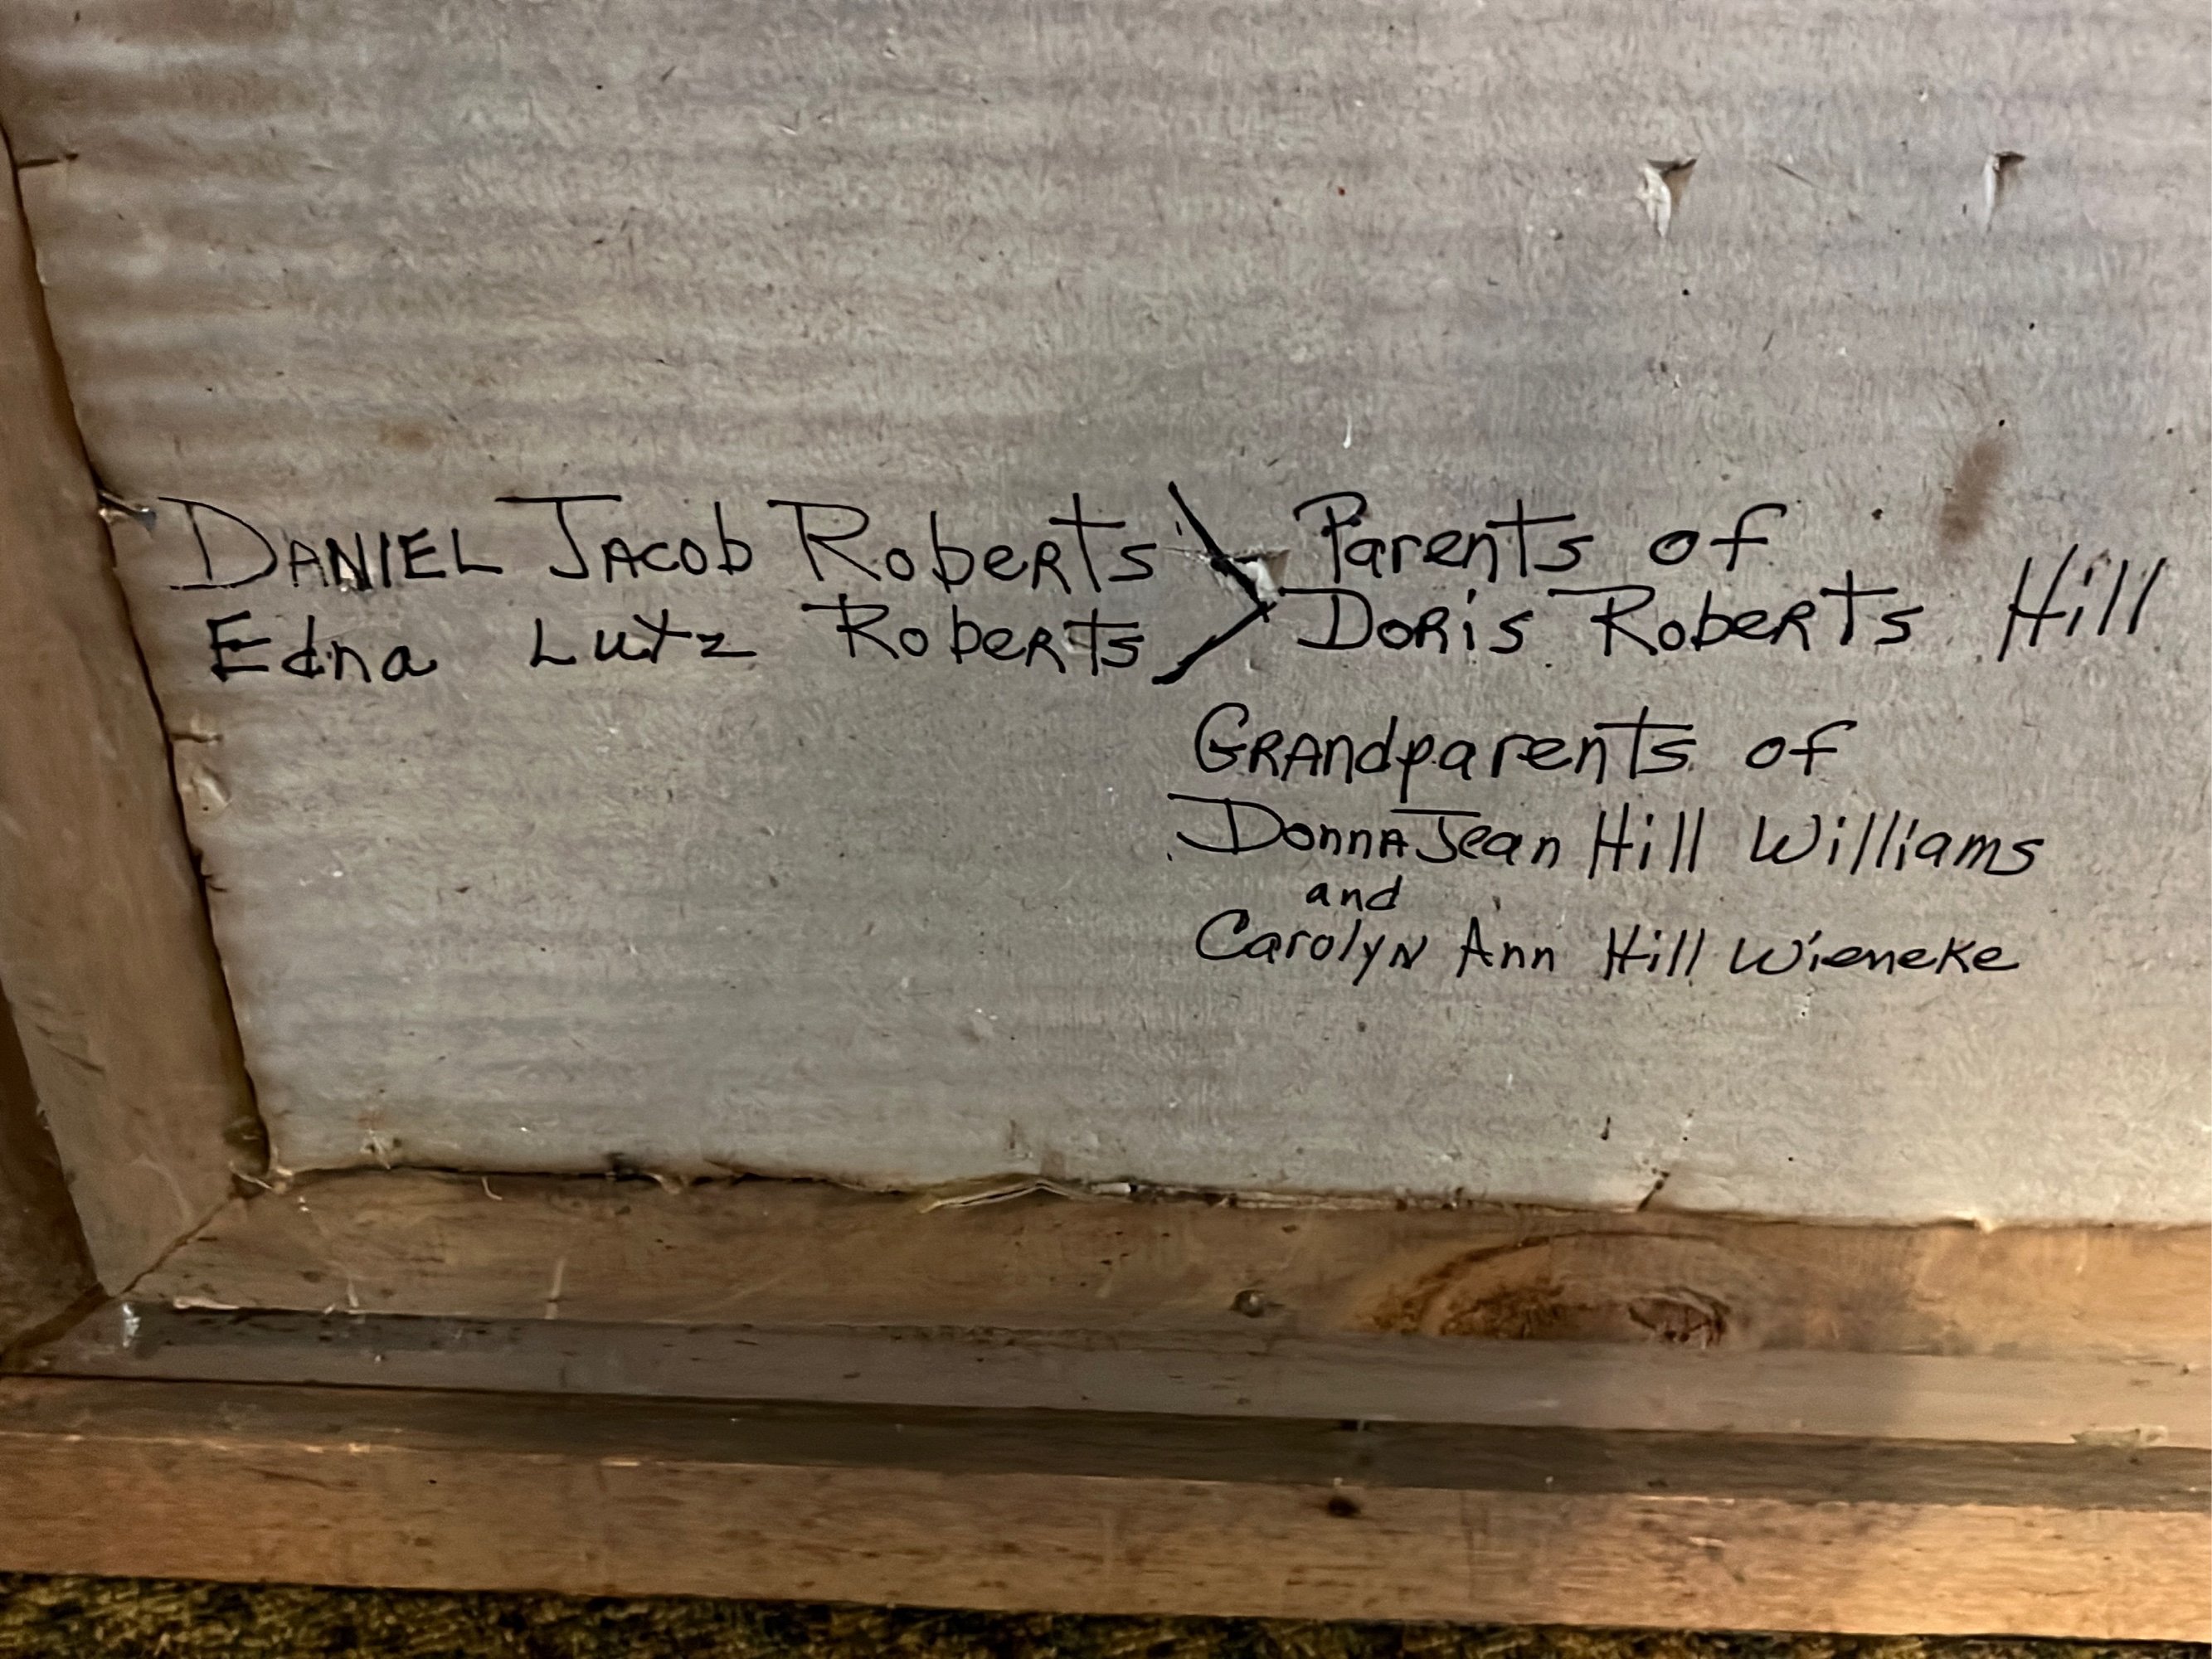 DANIEL JACOB Roberts > Parents of
Edna Lutz Roberts Doris Roberts Hill
Grandparents of
Donna Jean Hill Williams
and
Carolyn Ann Hill Wieneke